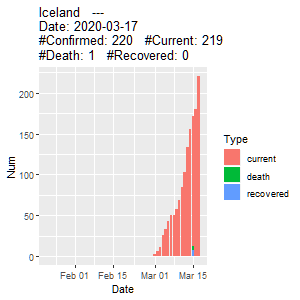 Iceland   ---
Date: 2020-03-17
#Confirmed: 220   #Current: 219
#Death: 1   #Recovered: 0
Num
200
150
100
50
0
Feb 01
Feb 15
Mar 01
Mar 15
Date
Type
current
death
recovered